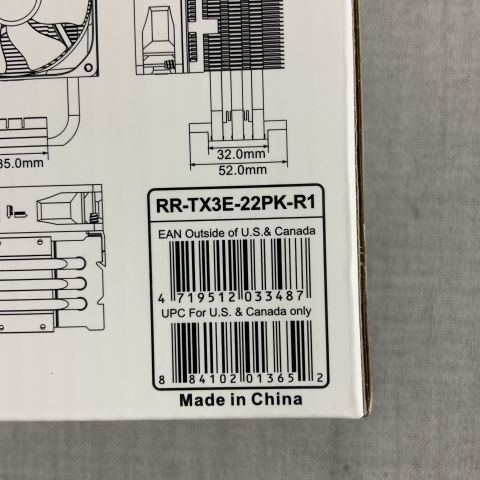 35.0mm
32.0mm
52.0mm
RR-TX3E-22PK-R1
EAN Outside of U.S.& Canada
4 719512 033487
UPC For U.S. & Canada only
8 84102 01365 2
Made in China